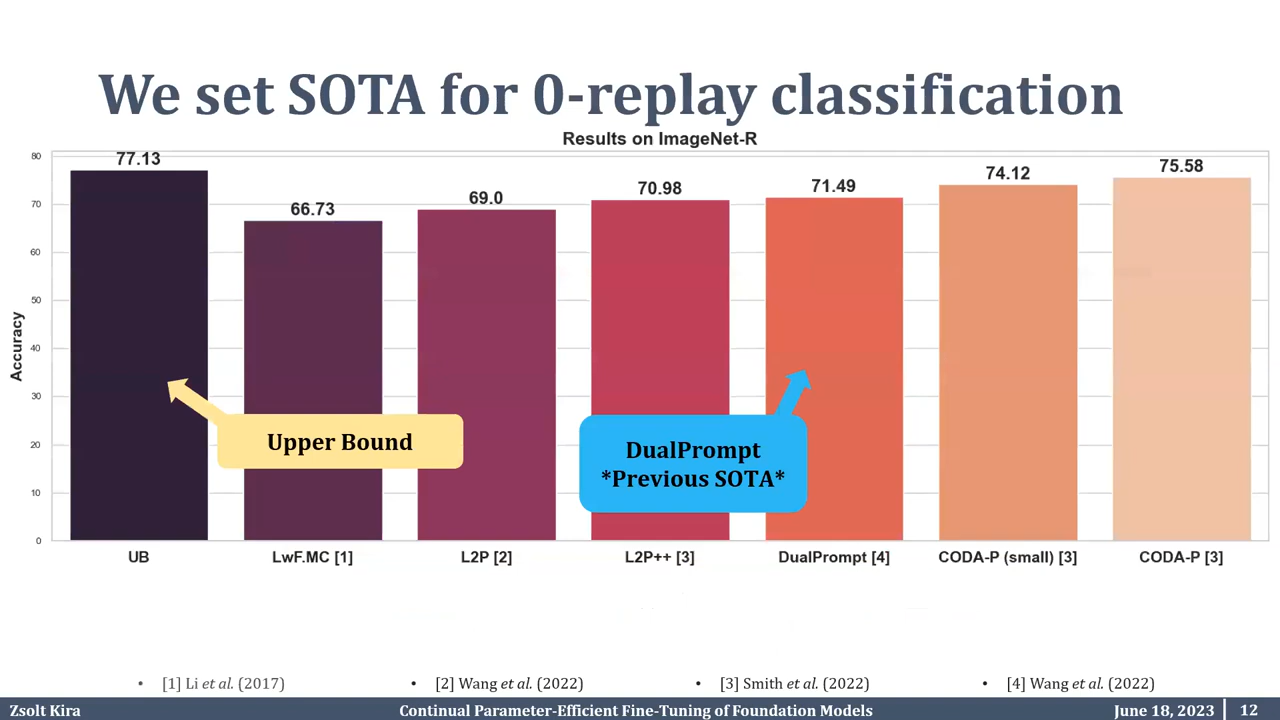 We set SOTA for 0-replay classification
Results on ImageNet-R
80
70
60
50
40
30
20
10
0
Accuracy
77.13
66.73
69.0
70.98
71.49
74.12
75.58
Upper Bound
DualPrompt
*Previous SOTA*
UB
LwF.MC [1]
L2P [2]
L2P++ [3]
DualPrompt [4]
CODA-P (small) [3]
CODA-P [3]
• [1] Li et al. (2017)
• [2] Wang et al. (2022)
• [3] Smith et al. (2022)
• [4] Wang et al. (2022)
Zsolt Kira
Continual Parameter-Efficient Fine-Tuning of Foundation Models
June 18, 2023
12